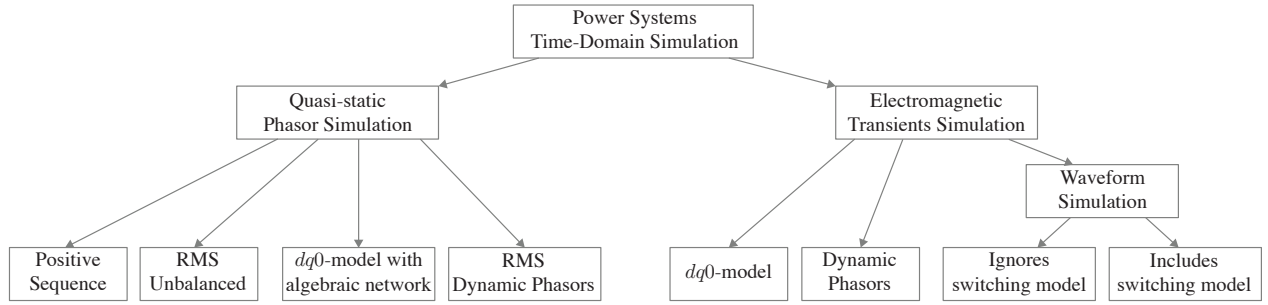 Power Systems
Time-Domain Simulation
Quasi-static
Phasor Simulation
Electromagnetic
Transients Simulation
Waveform
Simulation
Positive
Sequence
RMS
Unbalanced
dq0-model with
algebraic network
RMS
Dynamic Phasors
dq0-model
Dynamic
Phasors
Ignores
switching model
Includes
switching model